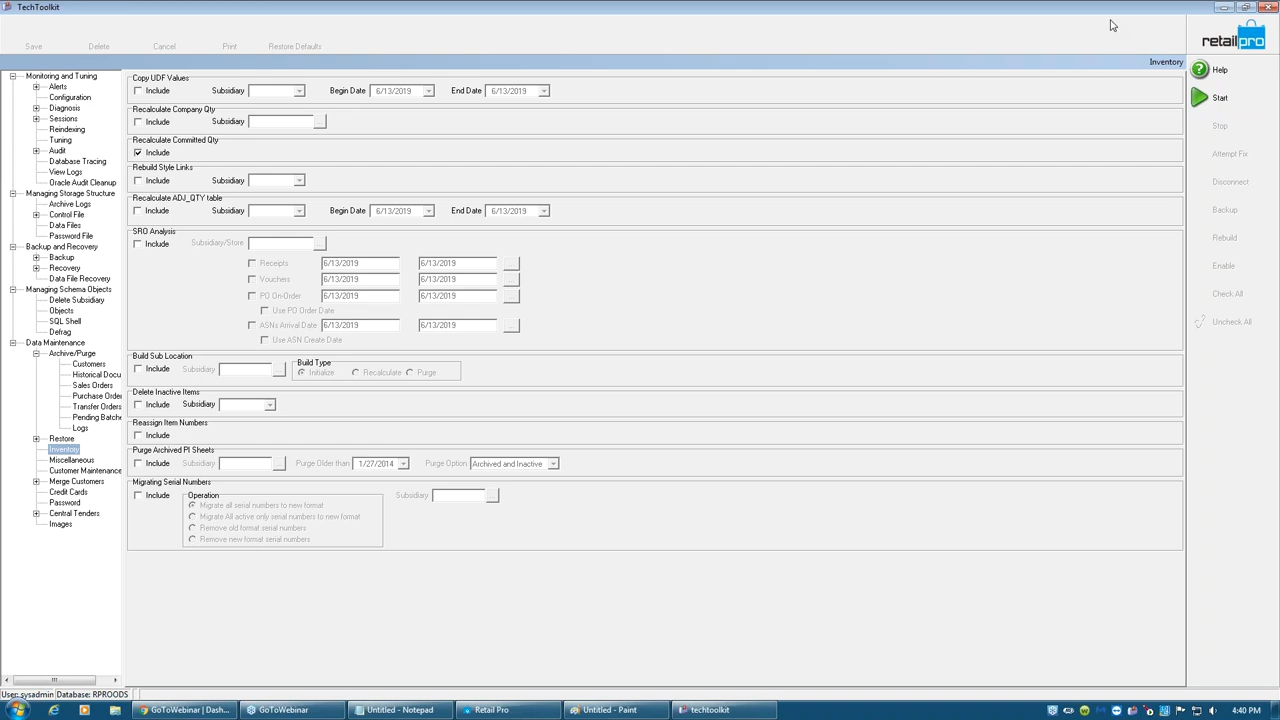 TechToolkit
Save Delete Cancel Print Restore Defaults
retailpro
Inventory
Monitoring and Tuning
Alerts
Configuration
Diagnosis
Sessions
Reindexing
Tuning
Audit
Database Tracing
View Logs
Oracle Audit Cleanup
Managing Storage Structure
Archive Logs
Control File
Data Files
Password File
Backup and Recovery
Backup
Recovery
Data File Recovery
Managing Schema Objects
Delete Subsidiary
Objects
SQL Shell
Defrag
Data Maintenance
Archive/Purge
Customers
Historical Docu
Sales Orders
Purchase Order
Transfer Orders
Pending Batche
Logs
Restore
Inventory
Miscellaneous
Customer Maintenance
Merge Customers
Credit Cards
Password
Central Tenders
Images
Copy UDF Values
Include Subsidiary Begin Date 6/13/2019 End Date 6/13/2019
Recalculate Company Qty
Include Subsidiary ...
Recalculate Committed Qty
Include
Rebuild Style Links
Include Subsidiary
Recalculate ADJ_QTY table
Include Subsidiary Begin Date 6/13/2019 End Date 6/13/2019
SRO Analysis
Include Subsidiary/Store ...
Receipts 6/13/2019 6/13/2019 ...
Vouchers 6/13/2019 6/13/2019 ...
PO On-Order 6/13/2019 6/13/2019 ...
Use PO Order Date
ASNs Arrival Date 6/13/2019 6/13/2019 ...
Use ASN Create Date
Build Sub Location
Include Subsidiary ...
Build Type
Initialize Recalculate Purge
Delete Inactive Items
Include Subsidiary
Reassign Item Numbers
Include
Purge Archived PI Sheets
Include Subsidiary ... Purge Older than 1/27/2014 Purge Option Archived and Inactive
Migrating Serial Numbers
Include
Operation
Migrate all serial numbers to new format
Migrate All active only serial numbers to new format
Remove old format serial numbers
Remove new format serial numbers
Subsidiary ...
Help
Start
Stop
Attempt Fix
Disconnect
Backup
Rebuild
Enable
Check All
Uncheck All
User: sysadmin Database: RPROODS
GoToWebinar | Dash... GoToWebinar Untitled - Notepad Retail Pro Untitled - Paint techtoolkit 4:40 PM